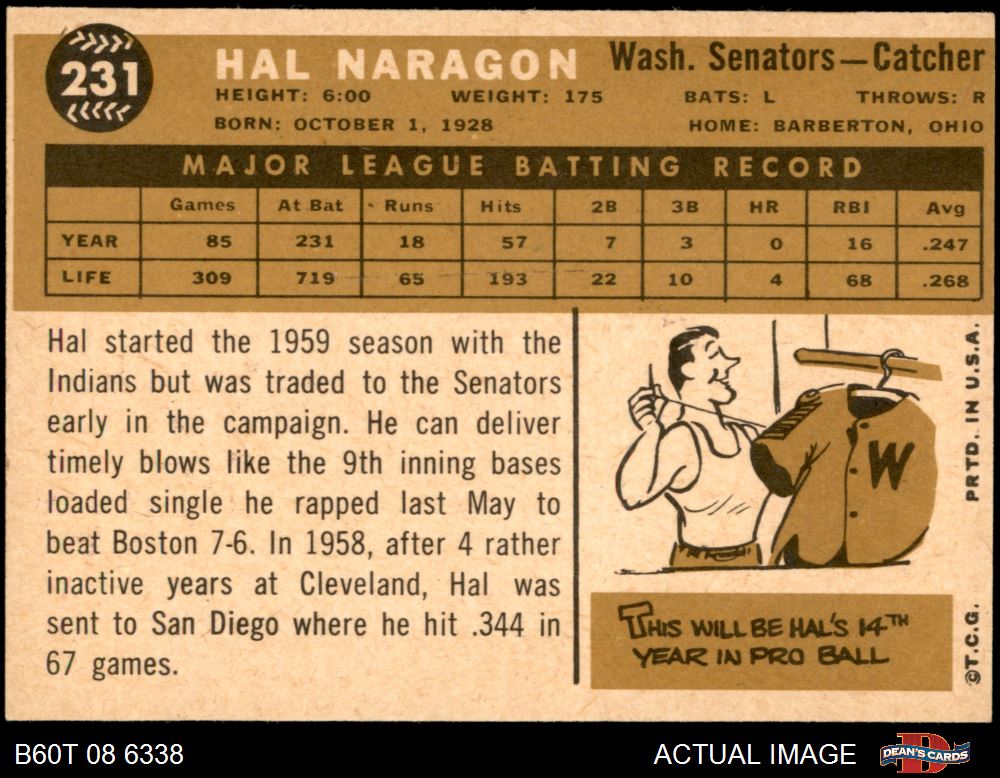 231
HAL NARAGON
Wash. Senators—Catcher
HEIGHT: 6:00 WEIGHT: 175 BATS: L THROWS: R
BORN: OCTOBER 1, 1928 HOME: BARBERTON, OHIO
MAJOR LEAGUE BATTING RECORD
Games At Bat Runs Hits 2B 3B HR RBI Avg
YEAR 85 231 18 57 7 3 0 16 .247
LIFE 309 719 65 193 22 10 4 68 .268
Hal started the 1959 season with the
Indians but was traded to the Senators
early in the campaign. He can deliver
timely blows like the 9th inning bases
loaded single he rapped last May to
beat Boston 7-6. In 1958, after 4 rather
inactive years at Cleveland, Hal was
sent to San Diego where he hit .344 in
67 games.
W
THIS WILL BE HAL'S 14TH
YEAR IN PRO BALL
PRTD. IN U.S.A.
©T.C.G.
B60T 08 6338
ACTUAL IMAGE
DEAN'S CARDS